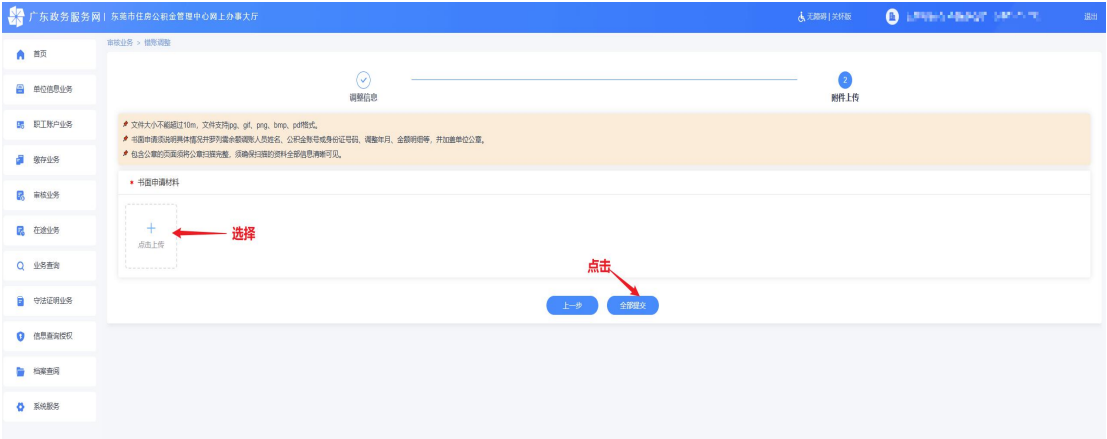 广东政务服务网 | 东莞市住房公积金管理中心网上办事大厅
无障碍 | 关怀版
退出
首页
单位信息业务
职工账户业务
缴存业务
审核业务
在途业务
业务查询
守法证明业务
信息查询授权
档案查阅
系统服务
审核业务 > 错账调整
调整信息
2
附件上传
文件大小不能超过10m，文件支持jpg、gif、png、bmp、pdf格式。
书面申请须说明具体情况并罗列需余额调账人员姓名、公积金账号或身份证号码、调整年月、金额明细等，并加盖单位公章。
包含公章的页面须将公章扫描完整，须确保扫描的资料全部信息清晰可见。
* 书面申请材料
点击上传
选择
点击
上一步
全部提交